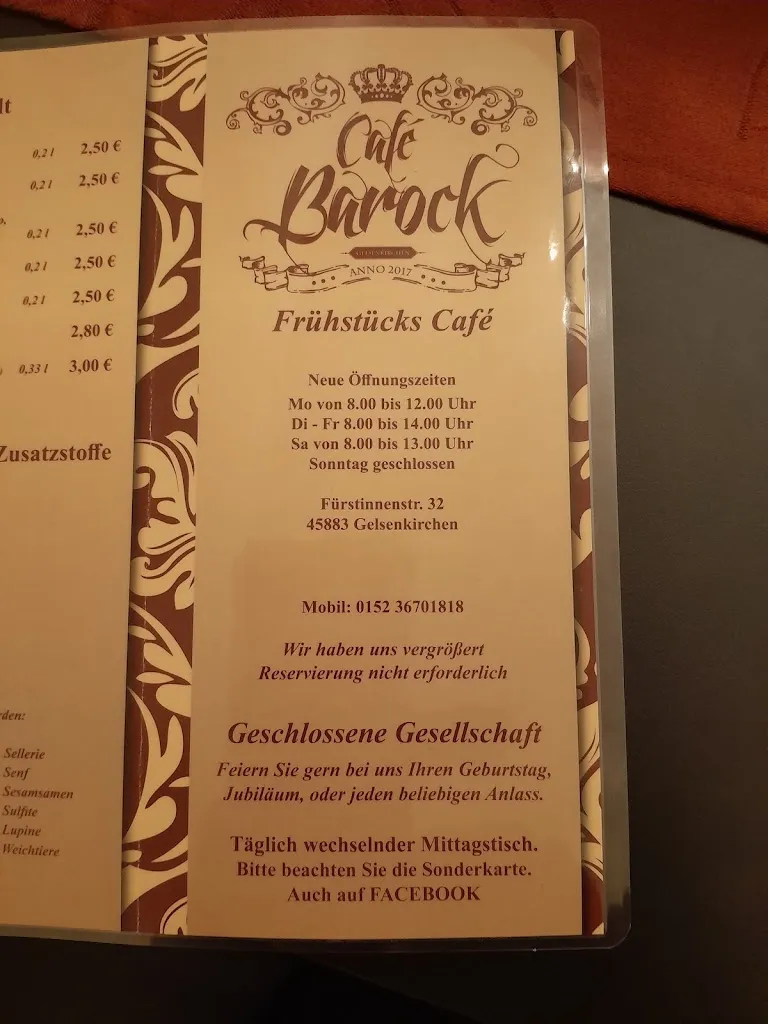 lt
0,2 l 2,50 €
0,2 l 2,50 €
0,2 l 2,50 €
0,2 l 2,50 €
0,2 l 2,50 €
2,80 €
0,33 l 3,00 €
Zusatzstoffe
rden:
Sellerie
Senf
Sesamsamen
Sulfite
Lupine
Weichtiere
Café
Barock
ANNO 2017
Frühstücks Café
Neue Öffnungszeiten
Mo von 8.00 bis 12.00 Uhr
Di - Fr 8.00 bis 14.00 Uhr
Sa von 8.00 bis 13.00 Uhr
Sonntag geschlossen
Fürstinnenstr. 32
45883 Gelsenkirchen
Mobil: 0152 36701818
Wir haben uns vergrößert
Reservierung nicht erforderlich
Geschlossene Gesellschaft
Feiern Sie gern bei uns Ihren Geburtstag,
Jubiläum, oder jeden beliebigen Anlass.
Täglich wechselnder Mittagstisch.
Bitte beachten Sie die Sonderkarte.
Auch auf FACEBOOK